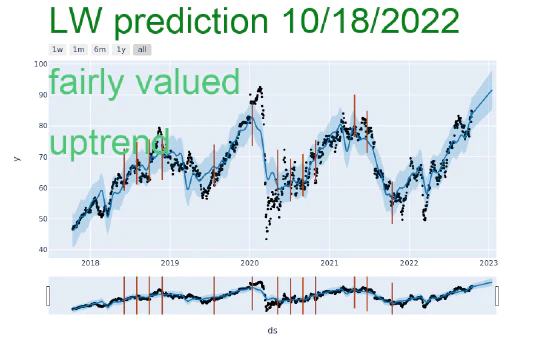 LW prediction 10/18/2022
1w 1m 6m 1y all
100
fairly valued
90
80
uptrend
70
y
60
50
40
2018 2019 2020 2021 2022 2023
ds